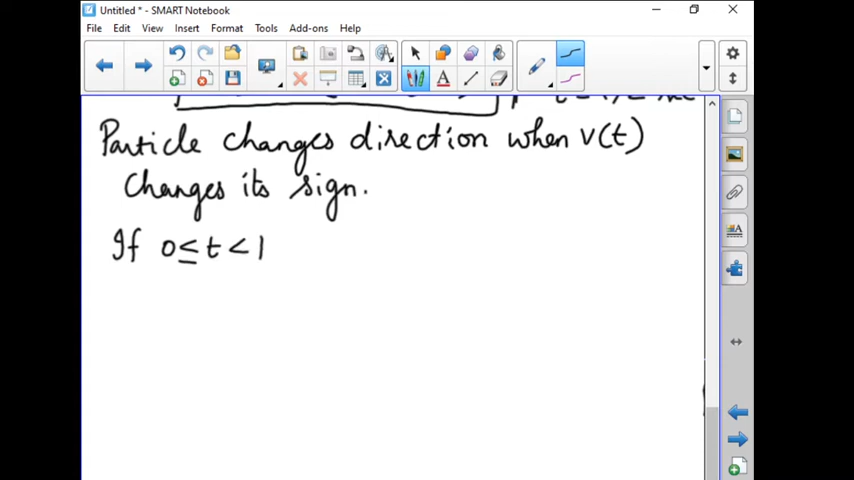 Untitled * - SMART Notebook
File Edit View Insert Format Tools Add-ons Help
Particle changes direction when v(t)
changes its sign.
If 0≤t<1